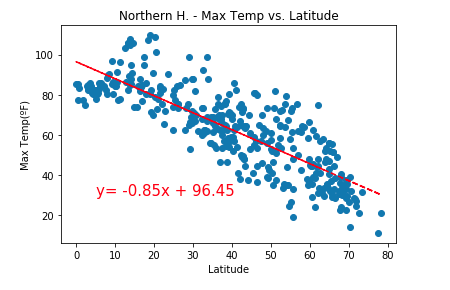 Northern H. - Max Temp vs. Latitude
Max Temp(ºF)
100
80
60
40
20
y= -0.85x + 96.45
0 10 20 30 40 50 60 70 80
Latitude